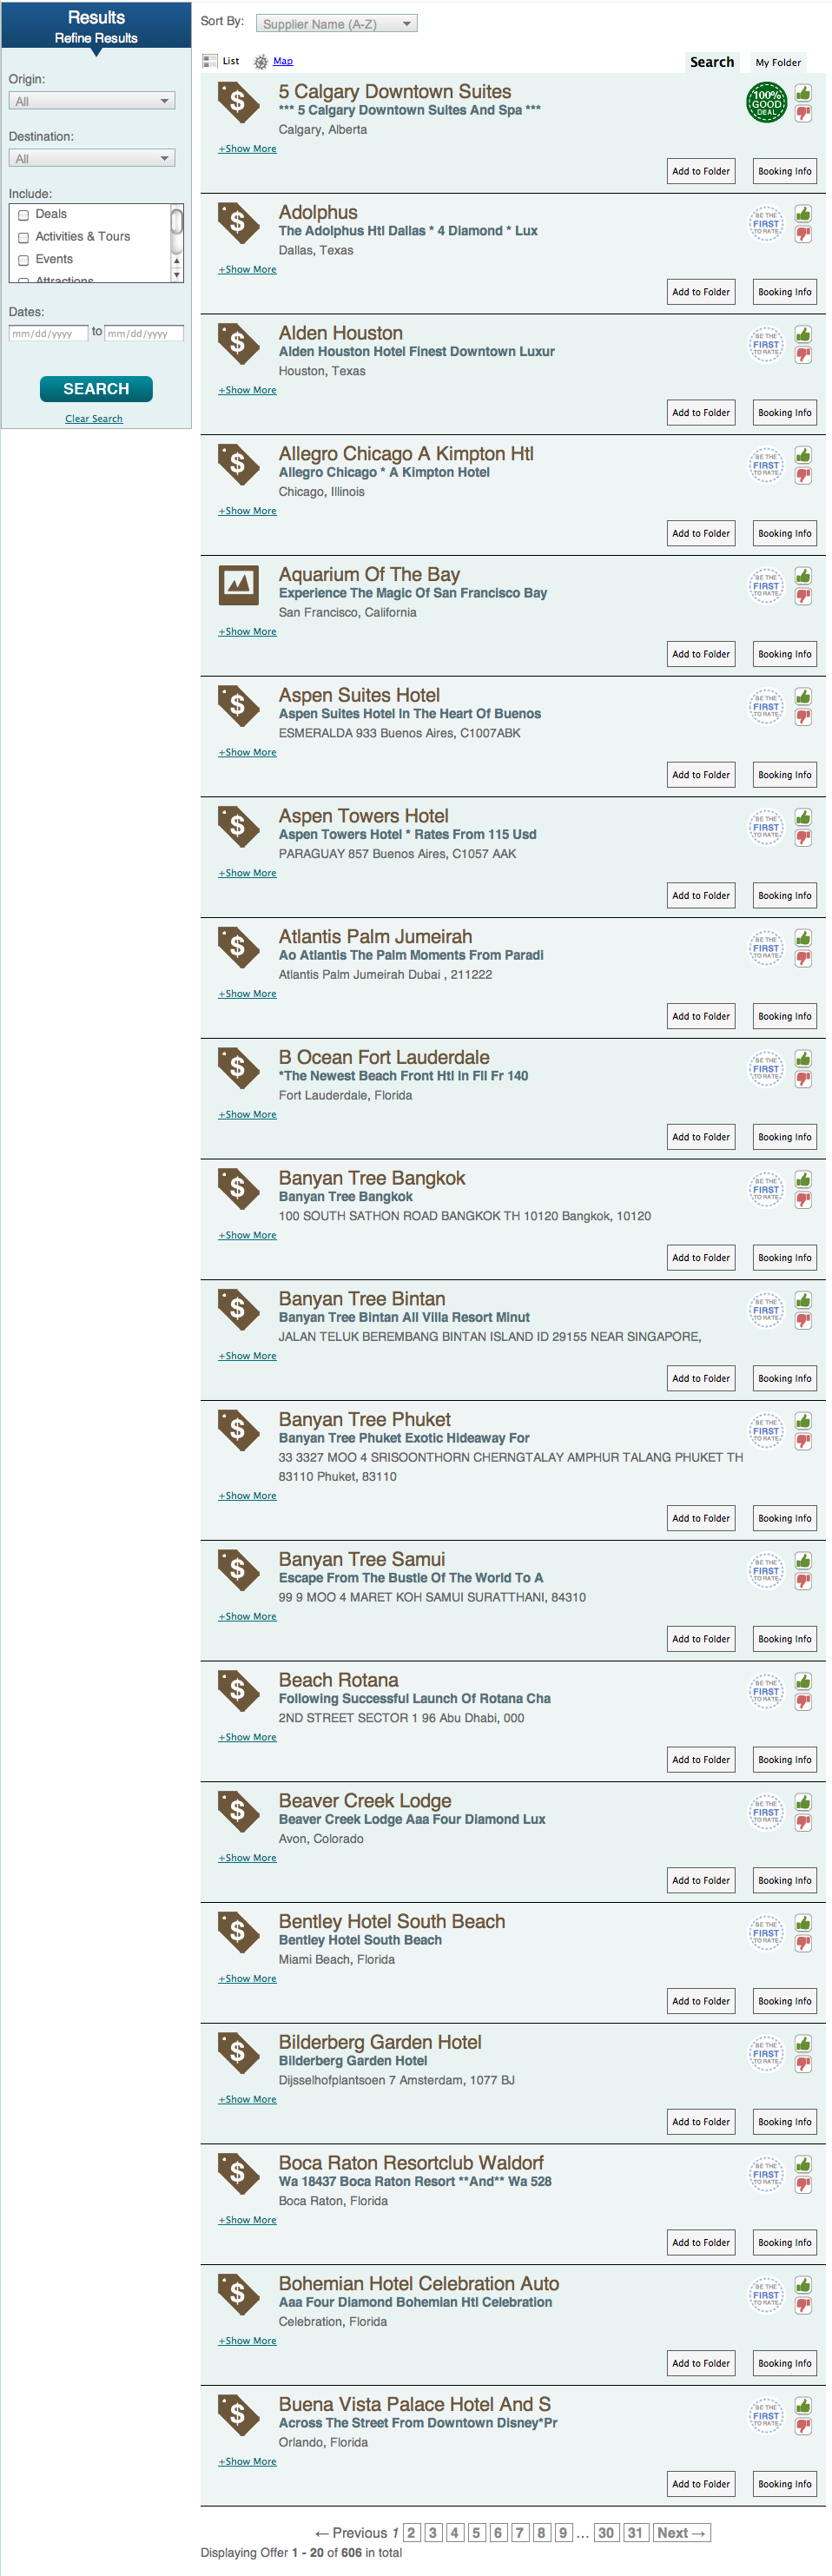 Results
Refine Results
Origin:
All
Destination:
All
Include:
Deals
Activities & Tours
Events
Attractions
Dates:
mm/dd/yyyy to mm/dd/yyyy
SEARCH
Clear Search
Sort By: Supplier Name (A-Z)
List Map Search My Folder
5 Calgary Downtown Suites
*** 5 Calgary Downtown Suites And Spa ***
Calgary, Alberta
100% GOOD DEAL
+Show More
Add to Folder Booking Info
Adolphus
The Adolphus Htl Dallas * 4 Diamond * Lux
Dallas, Texas
BE THE FIRST TO RATE
+Show More
Add to Folder Booking Info
Alden Houston
Alden Houston Hotel Finest Downtown Luxur
Houston, Texas
BE THE FIRST TO RATE
+Show More
Add to Folder Booking Info
Allegro Chicago A Kimpton Htl
Allegro Chicago * A Kimpton Hotel
Chicago, Illinois
BE THE FIRST TO RATE
+Show More
Add to Folder Booking Info
Aquarium Of The Bay
Experience The Magic Of San Francisco Bay
San Francisco, California
BE THE FIRST TO RATE
+Show More
Add to Folder Booking Info
Aspen Suites Hotel
Aspen Suites Hotel In The Heart Of Buenos
ESMERALDA 933 Buenos Aires, C1007ABK
BE THE FIRST TO RATE
+Show More
Add to Folder Booking Info
Aspen Towers Hotel
Aspen Towers Hotel * Rates From 115 Usd
PARAGUAY 857 Buenos Aires, C1057 AAK
BE THE FIRST TO RATE
+Show More
Add to Folder Booking Info
Atlantis Palm Jumeirah
Ao Atlantis The Palm Moments From Paradi
Atlantis Palm Jumeirah Dubai , 211222
BE THE FIRST TO RATE
+Show More
Add to Folder Booking Info
B Ocean Fort Lauderdale
*The Newest Beach Front Htl In Fll Fr 140
Fort Lauderdale, Florida
BE THE FIRST TO RATE
+Show More
Add to Folder Booking Info
Banyan Tree Bangkok
Banyan Tree Bangkok
100 SOUTH SATHON ROAD BANGKOK TH 10120 Bangkok, 10120
BE THE FIRST TO RATE
+Show More
Add to Folder Booking Info
Banyan Tree Bintan
Banyan Tree Bintan All Villa Resort Minut
JALAN TELUK BEREMBANG BINTAN ISLAND ID 29155 NEAR SINGAPORE,
BE THE FIRST TO RATE
+Show More
Add to Folder Booking Info
Banyan Tree Phuket
Banyan Tree Phuket Exotic Hideaway For
33 3327 MOO 4 SRISOONTHORN CHERNGTALAY AMPHUR TALANG PHUKET TH
83110 Phuket, 83110
BE THE FIRST TO RATE
+Show More
Add to Folder Booking Info
Banyan Tree Samui
Escape From The Bustle Of The World To A
99 9 MOO 4 MARET KOH SAMUI SURATTHANI, 84310
BE THE FIRST TO RATE
+Show More
Add to Folder Booking Info
Beach Rotana
Following Successful Launch Of Rotana Cha
2ND STREET SECTOR 1 96 Abu Dhabi, 000
BE THE FIRST TO RATE
+Show More
Add to Folder Booking Info
Beaver Creek Lodge
Beaver Creek Lodge Aaa Four Diamond Lux
Avon, Colorado
BE THE FIRST TO RATE
+Show More
Add to Folder Booking Info
Bentley Hotel South Beach
Bentley Hotel South Beach
Miami Beach, Florida
BE THE FIRST TO RATE
+Show More
Add to Folder Booking Info
Bilderberg Garden Hotel
Bilderberg Garden Hotel
Dijsselhofplantsoen 7 Amsterdam, 1077 BJ
BE THE FIRST TO RATE
+Show More
Add to Folder Booking Info
Boca Raton Resortclub Waldorf
Wa 18437 Boca Raton Resort **And** Wa 528
Boca Raton, Florida
BE THE FIRST TO RATE
+Show More
Add to Folder Booking Info
Bohemian Hotel Celebration Auto
Aaa Four Diamond Bohemian Htl Celebration
Celebration, Florida
BE THE FIRST TO RATE
+Show More
Add to Folder Booking Info
Buena Vista Palace Hotel And S
Across The Street From Downtown Disney*Pr
Orlando, Florida
BE THE FIRST TO RATE
+Show More
Add to Folder Booking Info
← Previous 1 2 3 4 5 6 7 8 9 ... 30 31 Next →
Displaying Offer 1 - 20 of 606 in total